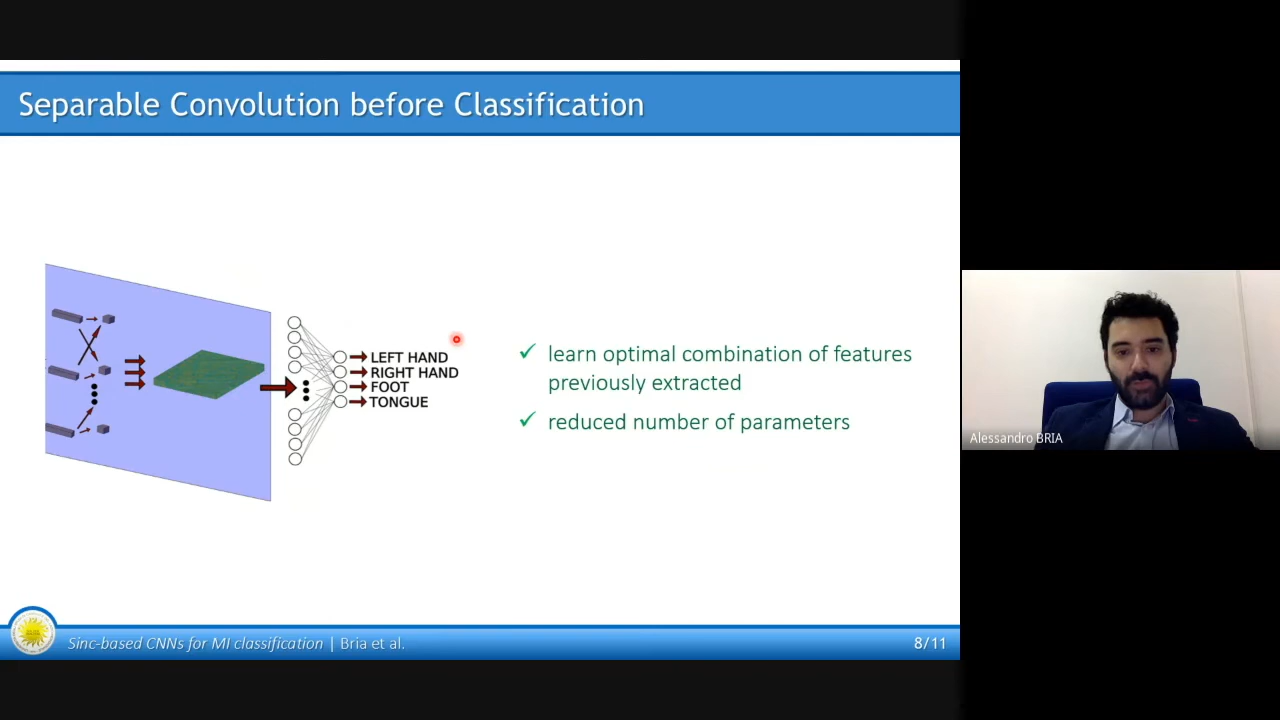 Separable Convolution before Classification
LEFT HAND
RIGHT HAND
FOOT
TONGUE
✓ learn optimal combination of features
previously extracted
✓ reduced number of parameters
Alessandro BRIA
Sinc-based CNNs for MI classification | Bria et al.
8/11